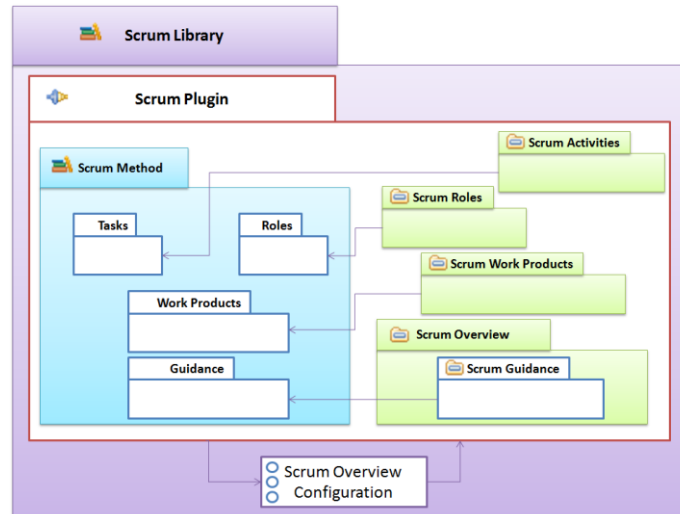 Scrum Library
Scrum Plugin
Scrum Activities
Scrum Method
Scrum Roles
Tasks
Roles
Scrum Work Products
Work Products
Scrum Overview
Guidance
Scrum Guidance
Scrum Overview
Configuration